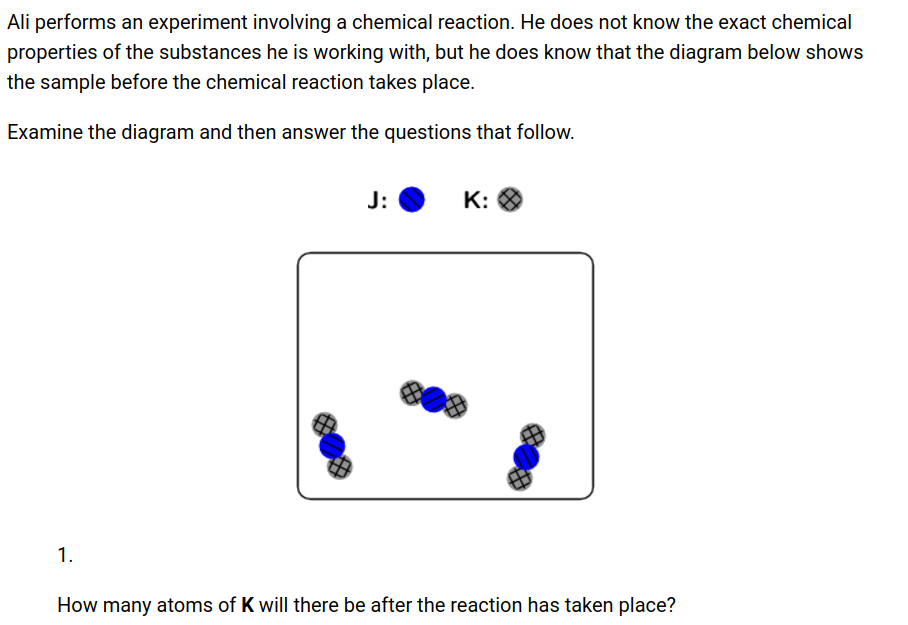 Ali performs an experiment involving a chemical reaction. He does not know the exact chemical
properties of the substances he is working with, but he does know that the diagram below shows
the sample before the chemical reaction takes place.
Examine the diagram and then answer the questions that follow.
J: K:
1.
How many atoms of K will there be after the reaction has taken place?